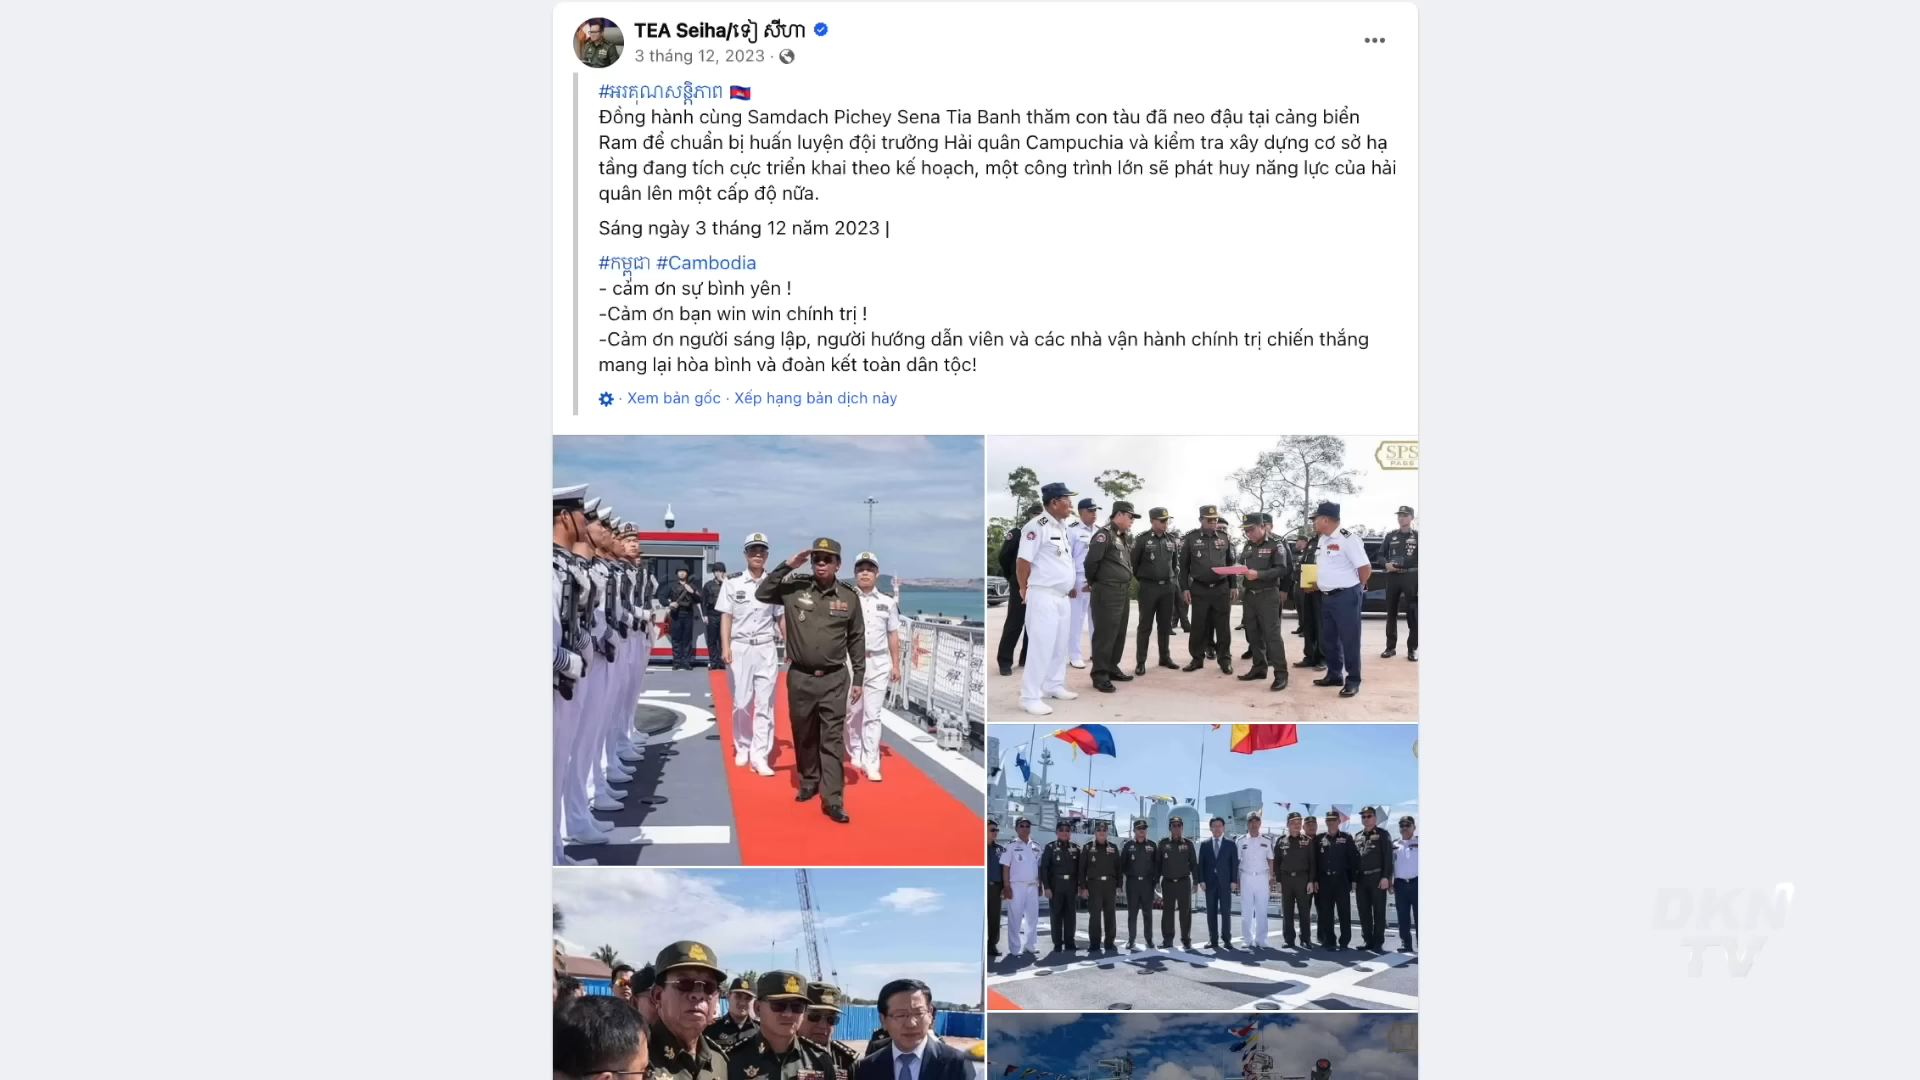 TEA Seiha/ទៀ សីហា
3 tháng 12, 2023 ·
#អរគុណសន្តិភាព 🇰🇭
Đồng hành cùng Samdach Pichey Sena Tia Banh thăm con tàu đã neo đậu tại cảng biển
Ram để chuẩn bị huấn luyện đội trưởng Hải quân Campuchia và kiểm tra xây dựng cơ sở hạ
tầng đang tích cực triển khai theo kế hoạch, một công trình lớn sẽ phát huy năng lực của hải
quân lên một cấp độ nữa.
Sáng ngày 3 tháng 12 năm 2023 |
#កម្ពុជា #Cambodia
- cảm ơn sự bình yên !
-Cảm ơn bạn win win chính trị !
-Cảm ơn người sáng lập, người hướng dẫn viên và các nhà vận hành chính trị chiến thắng
mang lại hòa bình và đoàn kết toàn dân tộc!
· Xem bản gốc · Xếp hạng bản dịch này
SPS
PAGE
DKN
TV